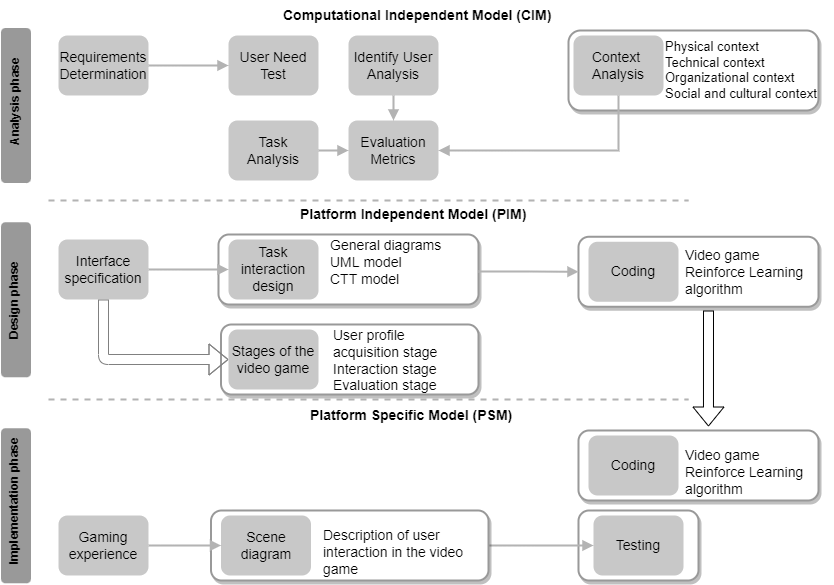 Computational Independent Model (CIM)
Analysis phase
Requirements
Determination
User Need
Test
Identify User
Analysis
Context
Analysis
Physical context
Technical context
Organizational context
Social and cultural context
Task
Analysis
Evaluation
Metrics
Platform Independent Model (PIM)
Design phase
Interface
specification
Task
interaction
design
General diagrams
UML model
CTT model
Coding
Video game
Reinforce Learning
algorithm
Stages of the
video game
User profile
acquisition stage
Interaction stage
Evaluation stage
Platform Specific Model (PSM)
Implementation phase
Coding
Video game
Reinforce Learning
algorithm
Gaming
experience
Scene
diagram
Description of user
interaction in the video
game
Testing